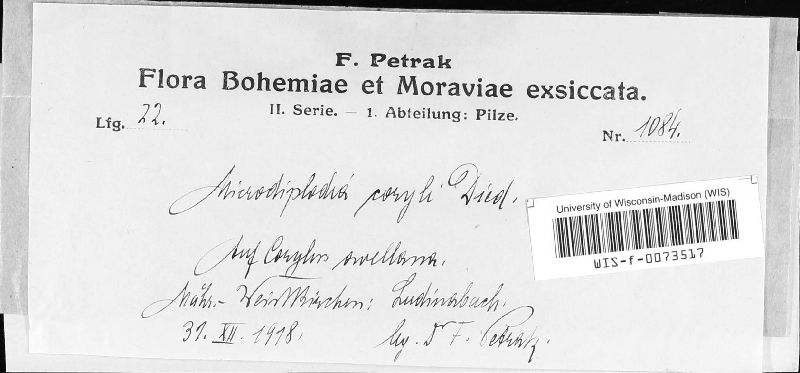 F. Petrak
Flora Bohemiae et Moraviae exsiccata.
II. Serie. — 1. Abteilung: Pilze.
Lfg. 22.
Nr. 1084.
Microdiplodia coryli Died.
University of Wisconsin-Madison (WIS)
WIS-f-0073517
Auf Corylus avellana.
Mähr.- Weisskirchen: Ludinabach.
31. XII. 1918.
leg. Dr F. Petrak.